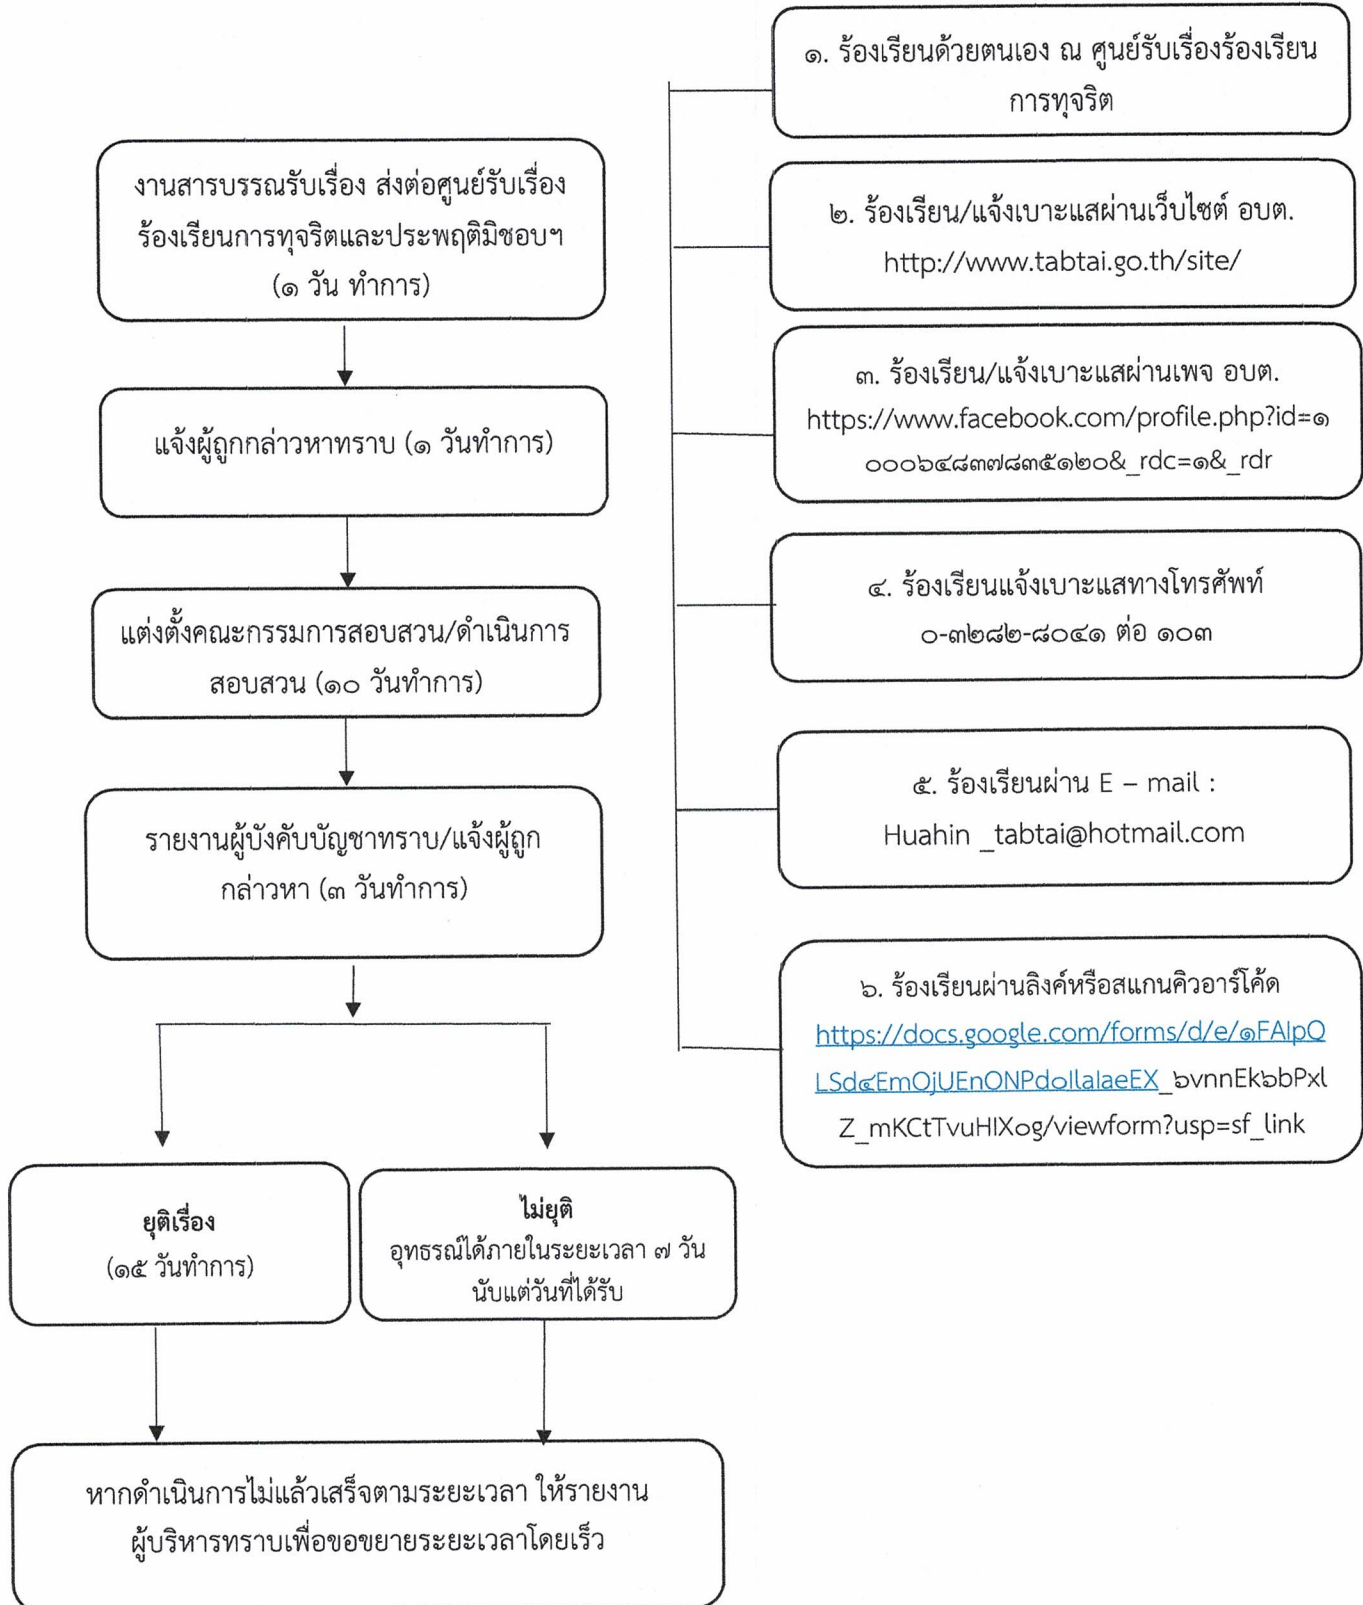 งานสารบรรณรับเรื่อง ส่งต่อศูนย์รับเรื่อง
ร้องเรียนการทุจริตและประพฤติมิชอบฯ
(๑ วัน ทำการ)
แจ้งผู้ถูกกล่าวหาทราบ (๑ วันทำการ)
แต่งตั้งคณะกรรมการสอบสวน/ดำเนินการ
สอบสวน (๑๐ วันทำการ)
รายงานผู้บังคับบัญชาทราบ/แจ้งผู้ถูก
กล่าวหา (๓ วันทำการ)
ยุติเรื่อง
(๑๕ วันทำการ)
ไม่ยุติ
อุทธรณ์ได้ภายในระยะเวลา ๗ วัน
นับแต่วันที่ได้รับ
หากดำเนินการไม่แล้วเสร็จตามระยะเวลา ให้รายงาน
ผู้บริหารทราบเพื่อขอขยายระยะเวลาโดยเร็ว
๑. ร้องเรียนด้วยตนเอง ณ ศูนย์รับเรื่องร้องเรียน
การทุจริต
๒. ร้องเรียน/แจ้งเบาะแสผ่านเว็บไซต์ อบต.
http://www.tabtai.go.th/site/
๓. ร้องเรียน/แจ้งเบาะแสผ่านเพจ อบต.
https://www.facebook.com/profile.php?id=๑
๐๐๐๖๔๘๓๗๘๓๕๑๒๐&_rdc=๑&_rdr
๔. ร้องเรียนแจ้งเบาะแสทางโทรศัพท์
๐-๓๒๘๒-๘๐๔๑ ต่อ ๑๐๓
๕. ร้องเรียนผ่าน E – mail :
Huahin _tabtai@hotmail.com
๖. ร้องเรียนผ่านลิงค์หรือสแกนคิวอาร์โค้ด
https://docs.google.com/forms/d/e/๑FAIpQ
LSd๔EmOjUEnONPd๐IlaIaeEX_๖vnnEk๖bPxl
Z_mKCtTvuHIX๐g/viewform?usp=sf_link